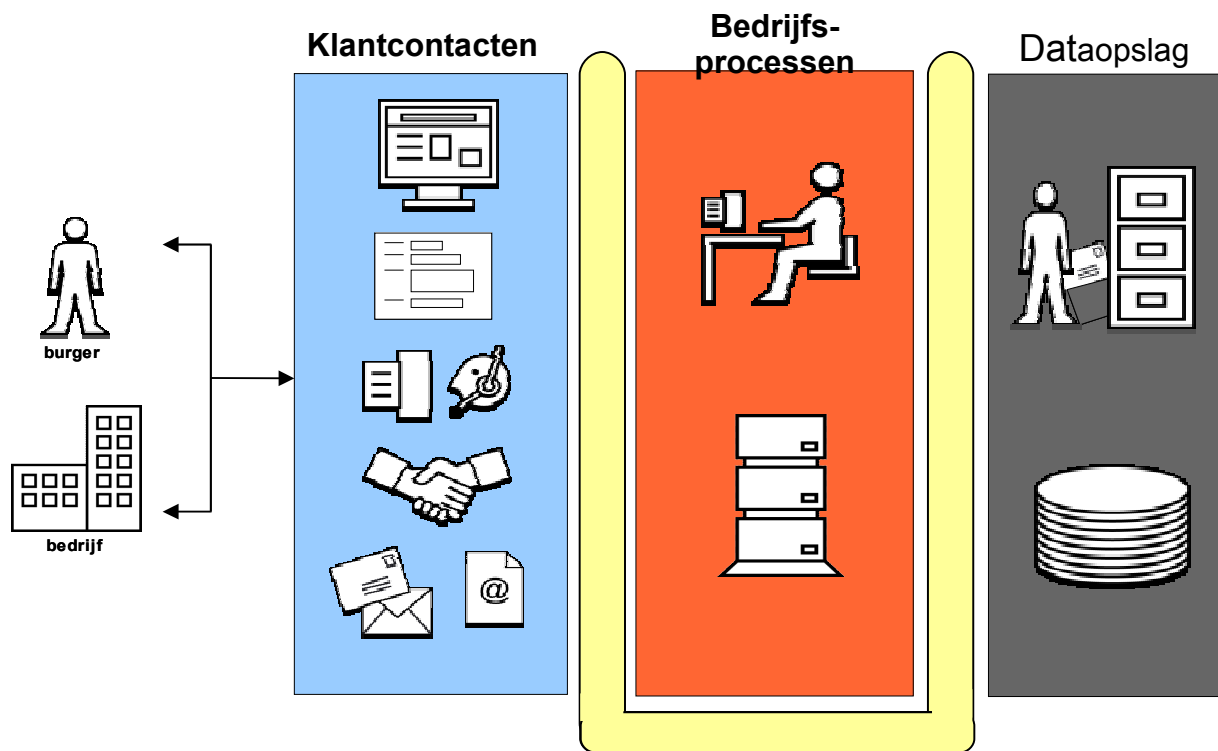 Klantcontacten
Bedrijfs-
processen
Dataopslag
burger
bedrijf
@